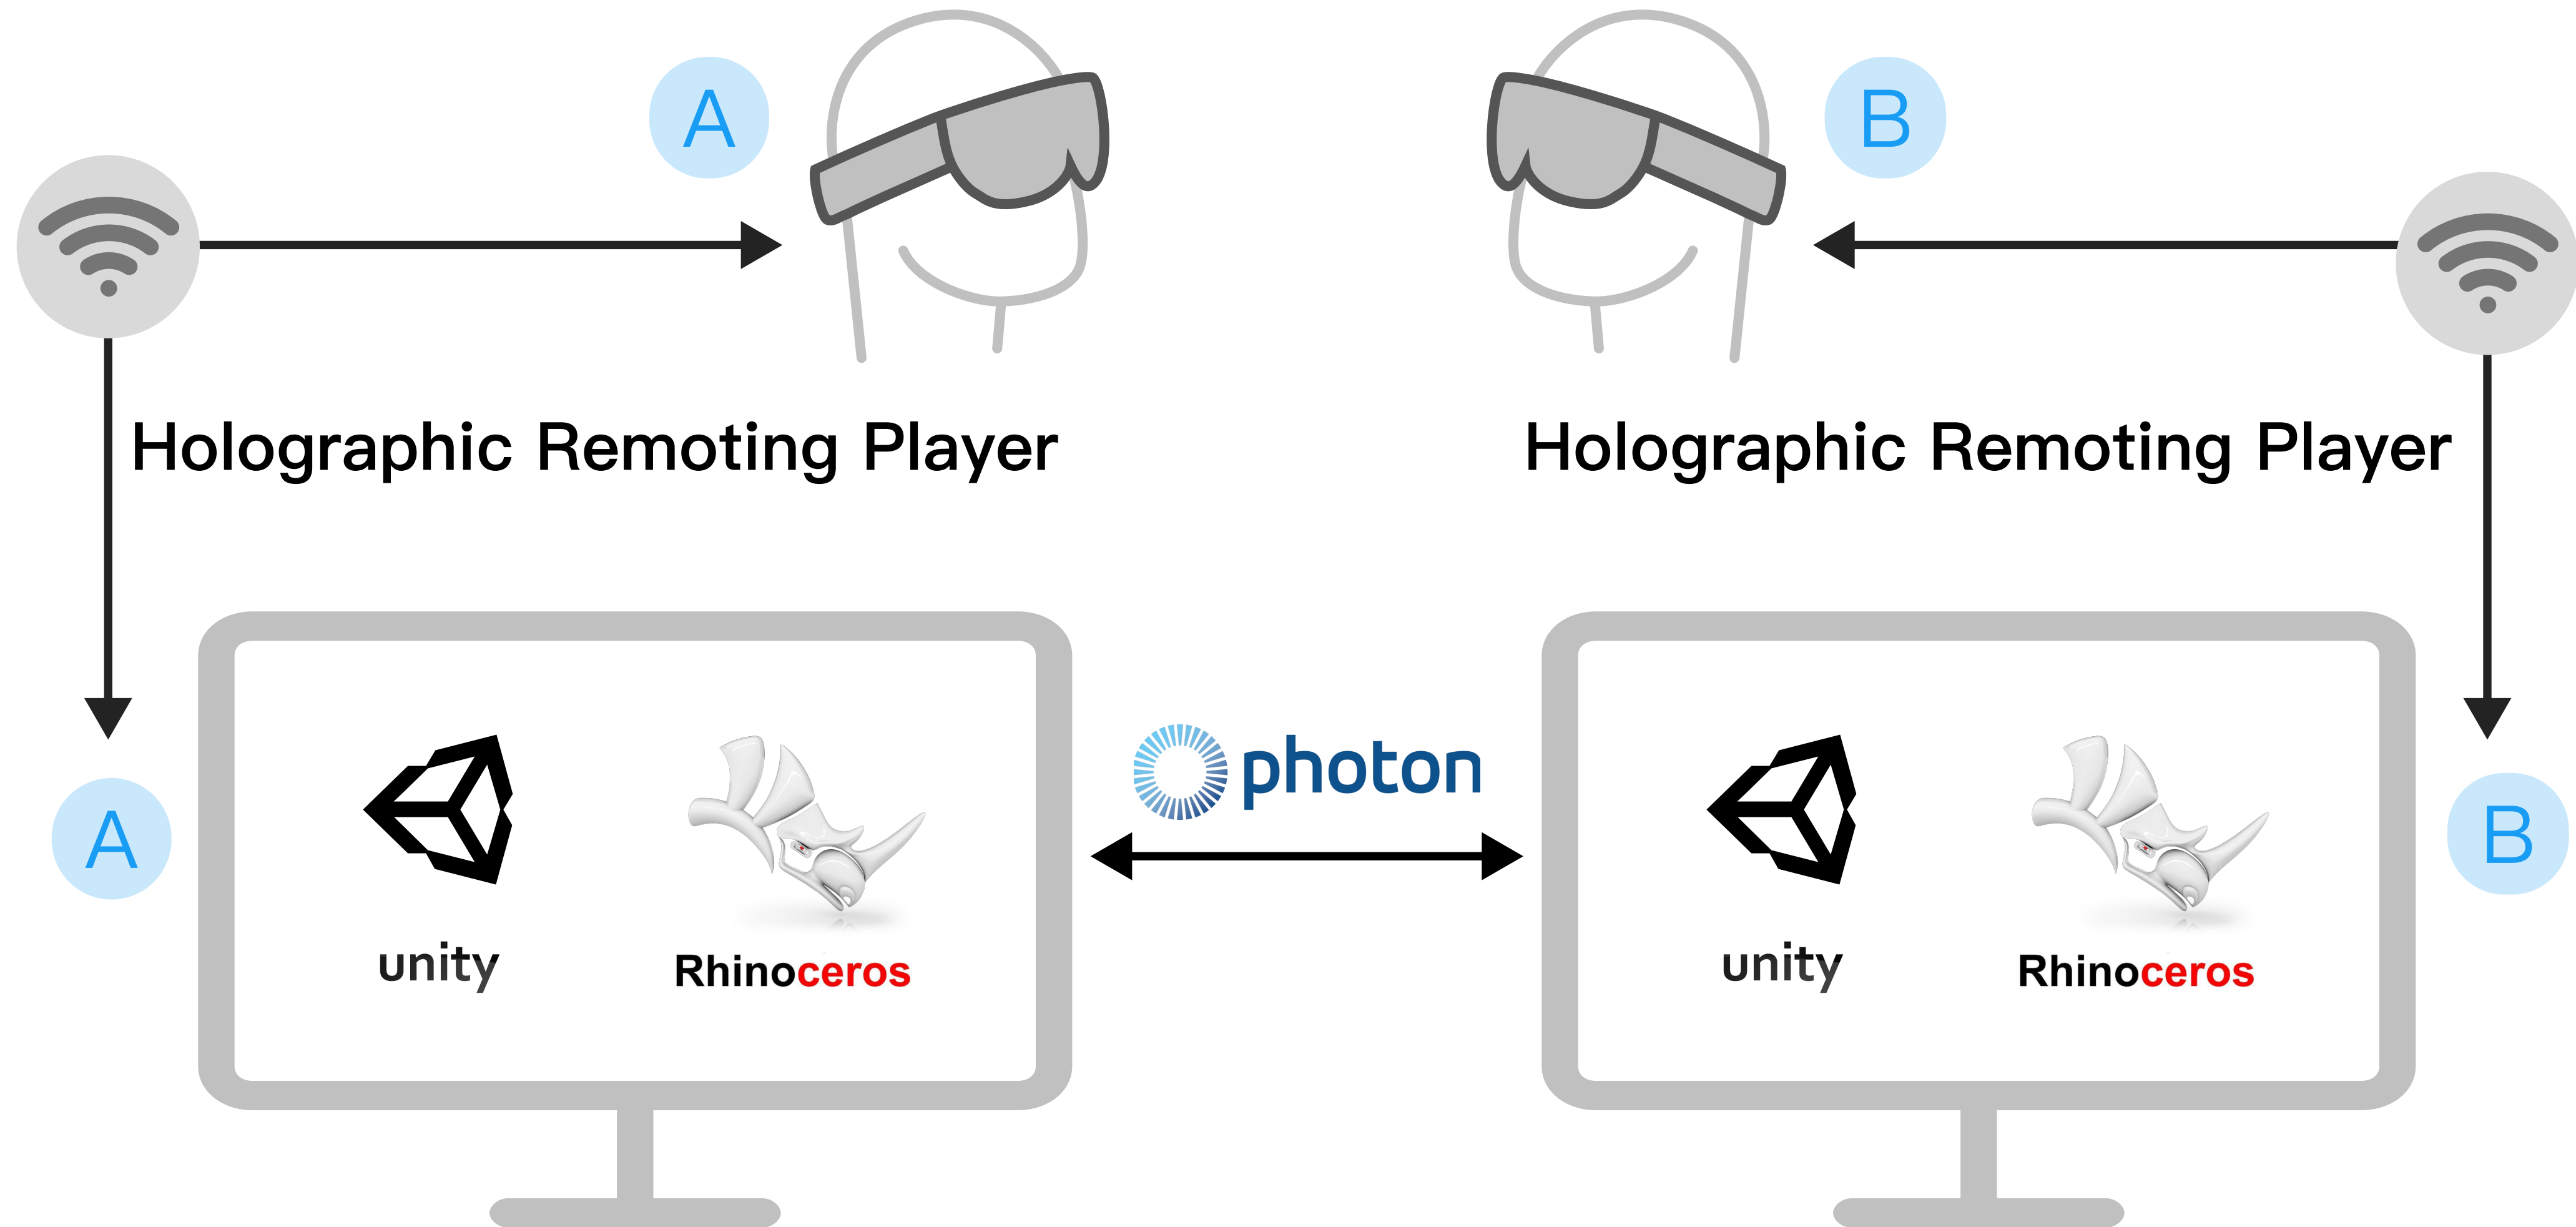 A
B
Holographic Remoting Player
Holographic Remoting Player
photon
A
B
unity
Rhinoceros
unity
Rhinoceros